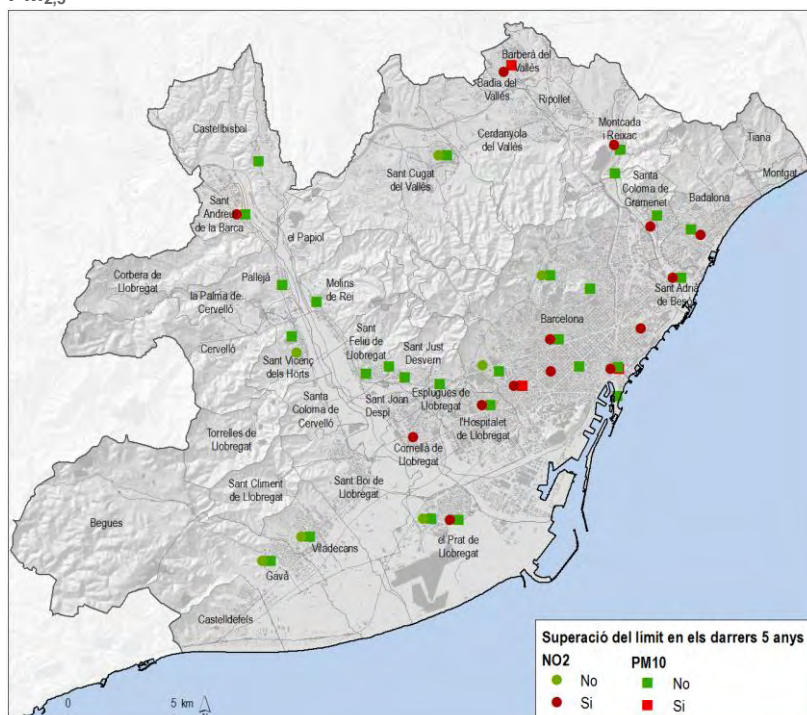 Barberà del
Vallès
Badia del
Vallès
Ripollet
Castellbisbal
Montcada
i Reixac
Cerdanyola
del Vallès
Tiana
Sant Cugat
del Vallès
Santa
Coloma de
Gramenet
Montgat
Badalona
Sant
Andreu
de la Barca
el Papiol
Corbera de
Llobregat
Pallejà
Molins
de Rei
la Palma de
Cervelló
Sant Adrià
de Besòs
Barcelona
Cervelló
Sant Vicenç
dels Horts
Sant
Feliu de
Llobregat
Sant Just
Desvern
Santa
Coloma de
Cervelló
Sant Joan
Despí
Esplugues de
Llobregat
l'Hospitalet
de Llobregat
Torrelles de
Llobregat
Cornellà de
Llobregat
Sant Climent
de Llobregat
Sant Boi de
Llobregat
Begues
Viladecans
el Prat de
Llobregat
Gavà
Castelldefels
0 5 km
Superació del límit en els darrers 5 anys
NO2 PM10
No No
Si Si